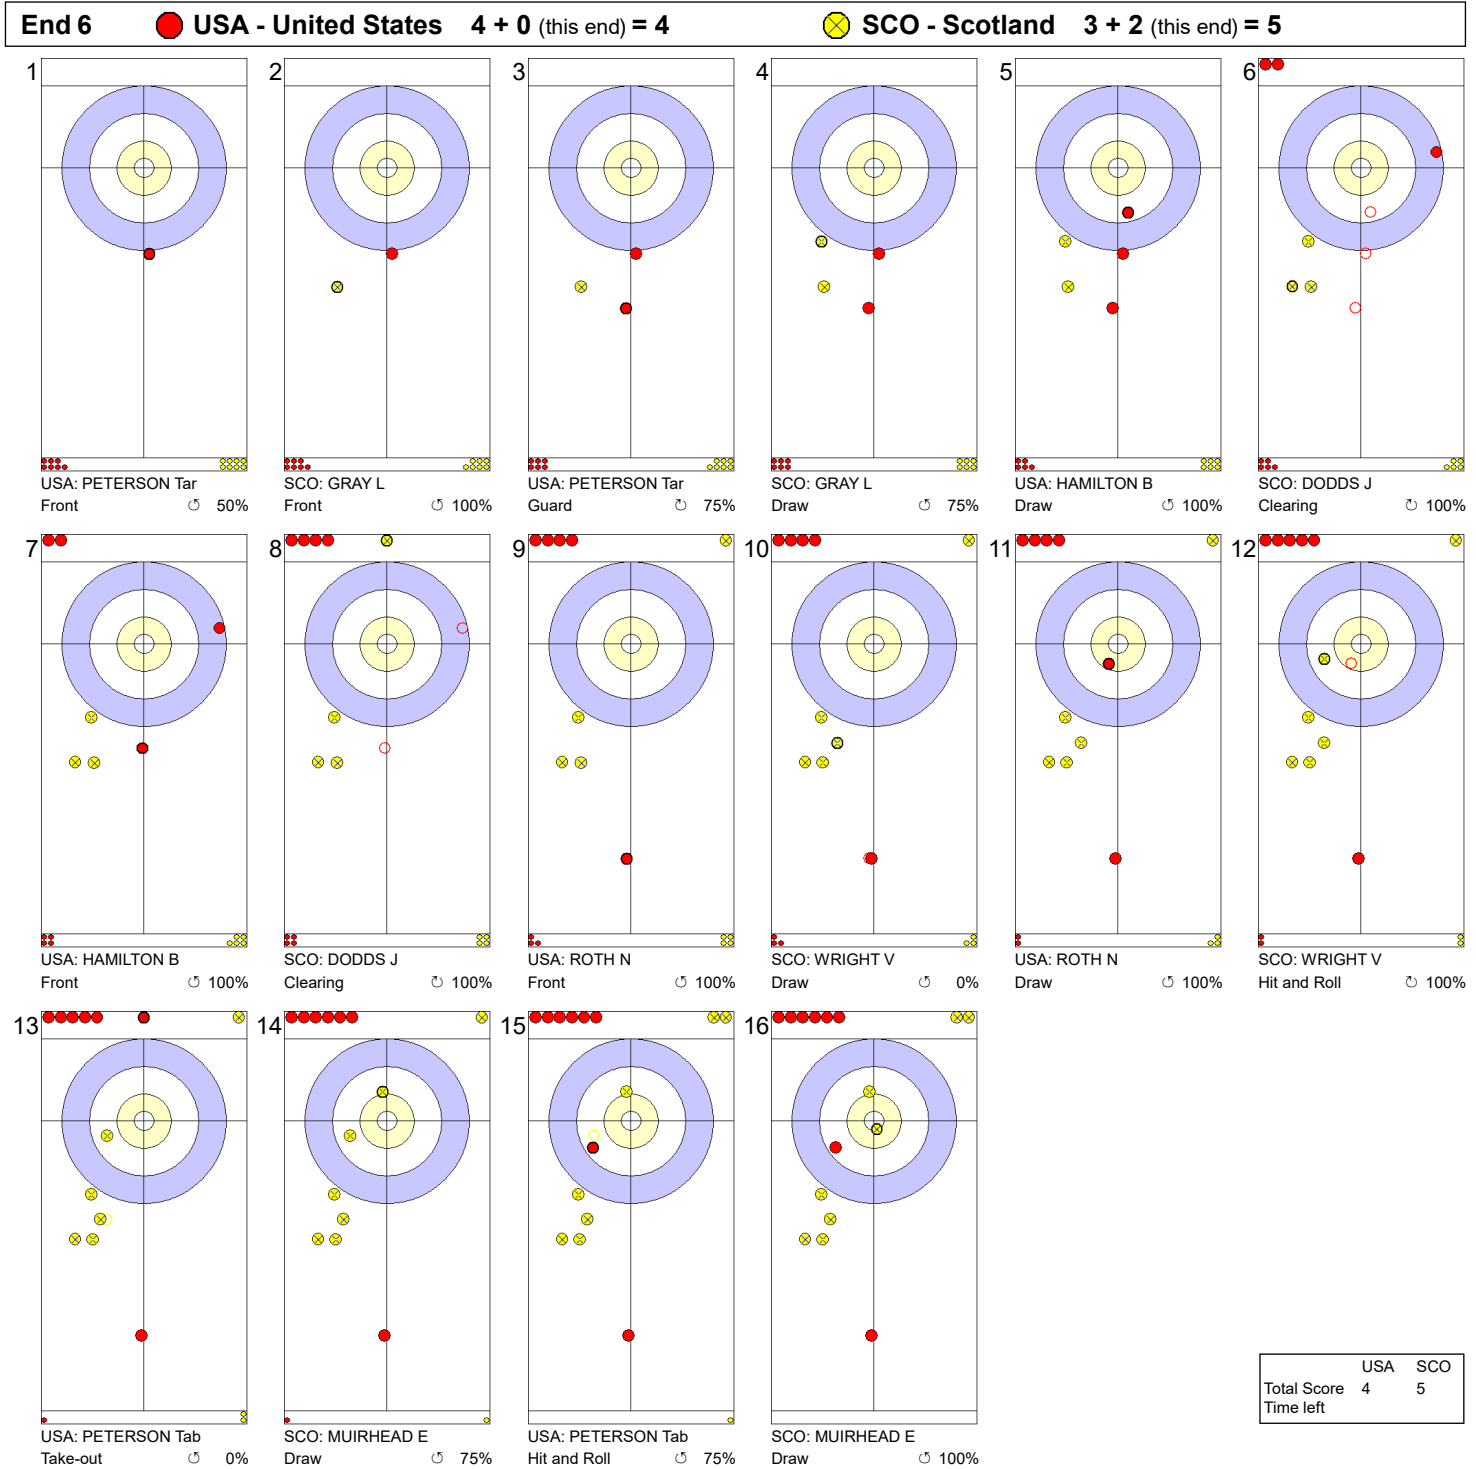 End 6 USA - United States 4 + 0 (this end) = 4 SCO - Scotland 3 + 2 (this end) = 5
1 2 3 4 5 6
USA: PETERSON Tar SCO: GRAY L USA: PETERSON Tar SCO: GRAY L USA: HAMILTON B SCO: DODDS J
Front ↺ 50% Front ↺ 100% Guard ↻ 75% Draw ↺ 75% Draw ↺ 100% Clearing ↻ 100%
7 8 9 10 11 12
USA: HAMILTON B SCO: DODDS J USA: ROTH N SCO: WRIGHT V USA: ROTH N SCO: WRIGHT V
Front ↺ 100% Clearing ↻ 100% Front ↺ 100% Draw ↺ 0% Draw ↺ 100% Hit and Roll ↻ 100%
13 14 15 16
USA: PETERSON Tab SCO: MUIRHEAD E USA: PETERSON Tab SCO: MUIRHEAD E
Take-out ↺ 0% Draw ↺ 75% Hit and Roll ↺ 75% Draw ↺ 100%
USA SCO
Total Score 4 5
Time left